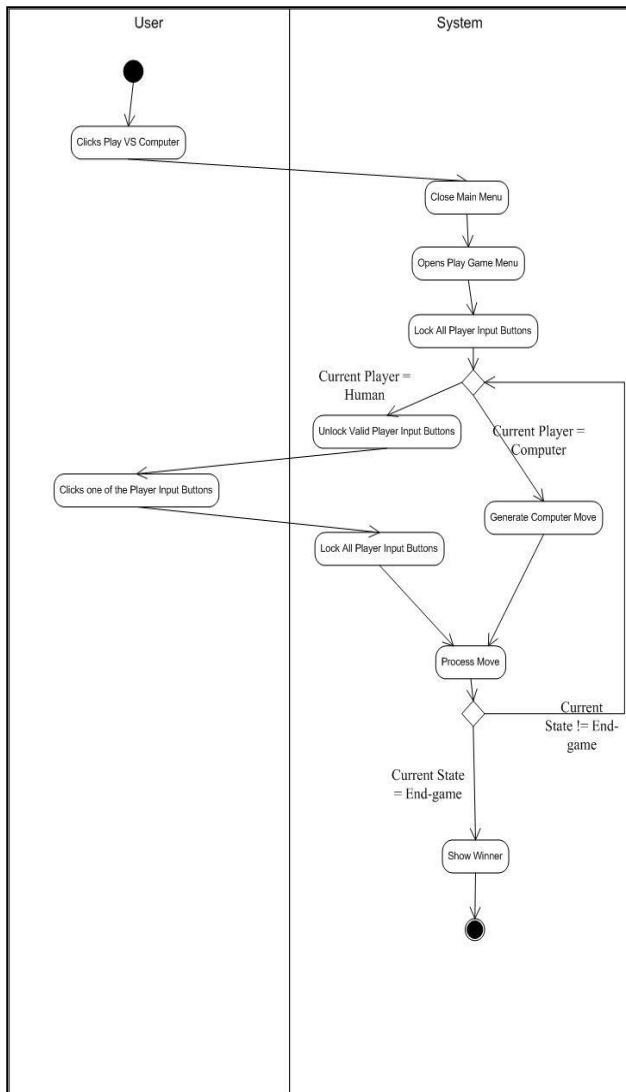 User
System
Clicks Play VS Computer
Close Main Menu
Opens Play Game Menu
Lock All Player Input Buttons
Current Player =
Human
Unlock Valid Player Input Buttons
Current Player =
Computer
Clicks one of the Player Input Buttons
Generate Computer Move
Lock All Player Input Buttons
Process Move
Current
State != End-
game
Current State
= End-game
Show Winner